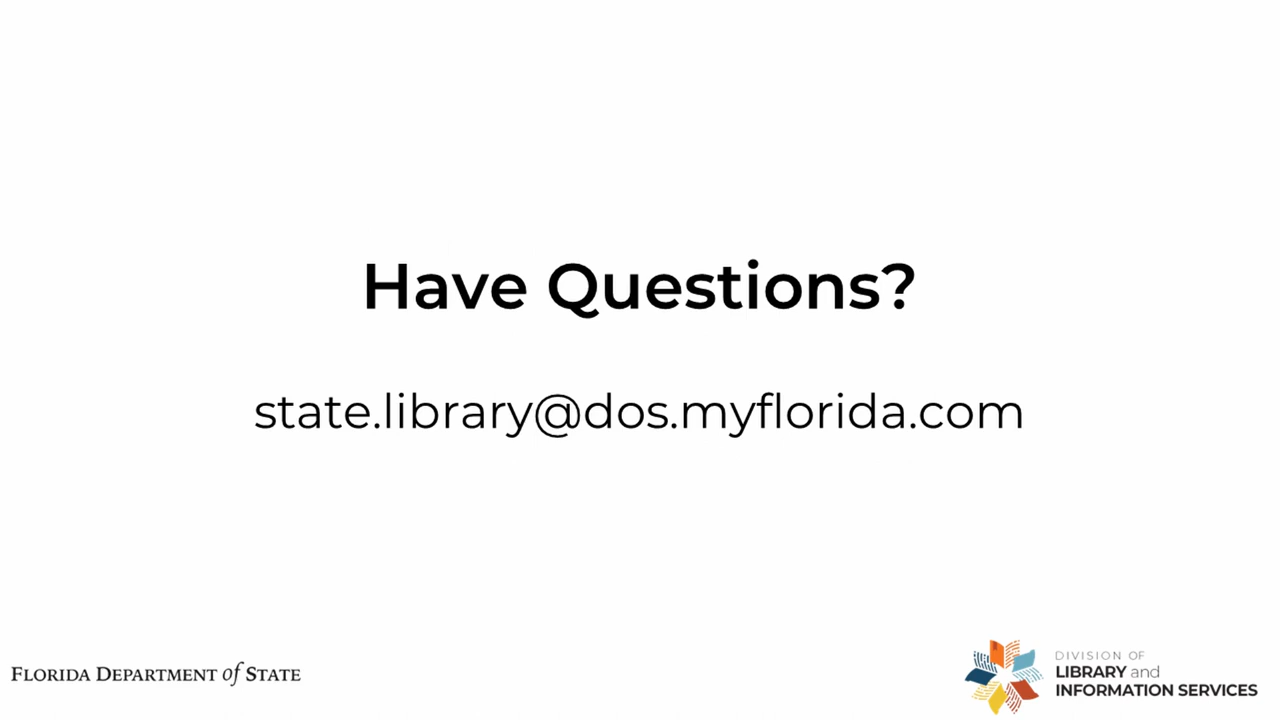 Have Questions?
state.library@dos.myflorida.com
FLORIDA DEPARTMENT of STATE
DIVISION OF
LIBRARY and
INFORMATION SERVICES